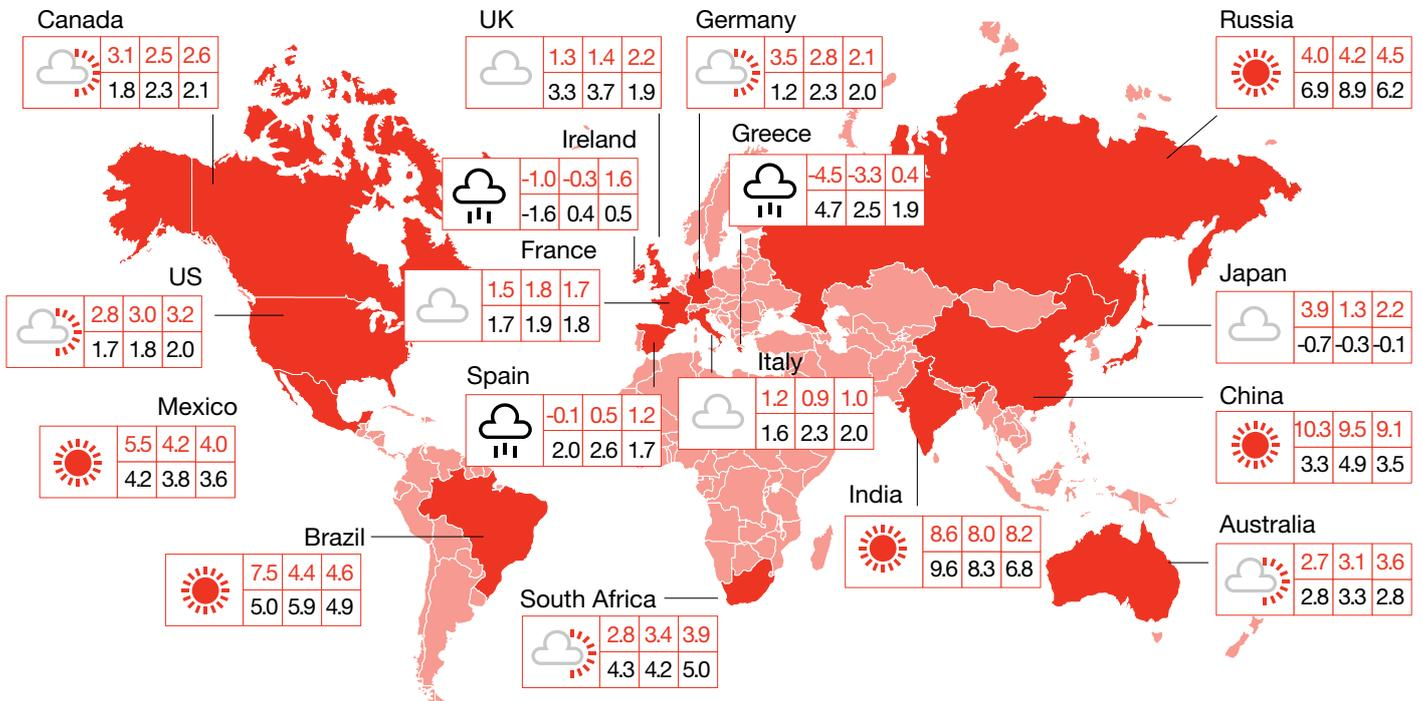 Canada
3.1 2.5 2.6
1.8 2.3 2.1
UK
1.3 1.4 2.2
3.3 3.7 1.9
Germany
3.5 2.8 2.1
1.2 2.3 2.0
Russia
4.0 4.2 4.5
6.9 8.9 6.2
Ireland
-1.0 -0.3 1.6
-1.6 0.4 0.5
Greece
-4.5 -3.3 0.4
4.7 2.5 1.9
France
1.5 1.8 1.7
1.7 1.9 1.8
US
2.8 3.0 3.2
1.7 1.8 2.0
Japan
3.9 1.3 2.2
-0.7 -0.3 -0.1
Spain
-0.1 0.5 1.2
2.0 2.6 1.7
Italy
1.2 0.9 1.0
1.6 2.3 2.0
Mexico
5.5 4.2 4.0
4.2 3.8 3.6
China
10.3 9.5 9.1
3.3 4.9 3.5
India
8.6 8.0 8.2
9.6 8.3 6.8
Brazil
7.5 4.4 4.6
5.0 5.9 4.9
Australia
2.7 3.1 3.6
2.8 3.3 2.8
South Africa
2.8 3.4 3.9
4.3 4.2 5.0